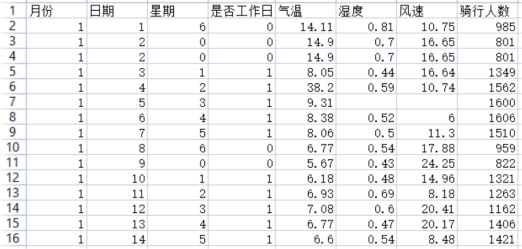 1 月份 日期 星期 是否工作日 气温 湿度 风速 骑行人数
2 1 1 6 0 14.11 0.81 10.75 985
3 1 2 0 0 14.9 0.7 16.65 801
4 1 2 0 0 14.9 0.7 16.65 801
5 1 3 1 1 8.05 0.44 16.64 1349
6 1 4 2 1 38.2 0.59 10.74 1562
7 1 5 3 1 9.31 1600
8 1 6 4 1 8.38 0.52 6 1606
9 1 7 5 1 8.06 0.5 11.3 1510
10 1 8 6 0 6.77 0.54 17.88 959
11 1 9 0 0 5.67 0.43 24.25 822
12 1 10 1 1 6.18 0.48 14.96 1321
13 1 11 2 1 6.93 0.69 8.18 1263
14 1 12 3 1 7.08 0.6 20.41 1162
15 1 13 4 1 6.77 0.47 20.17 1406
16 1 14 5 1 6.6 0.54 8.48 1421